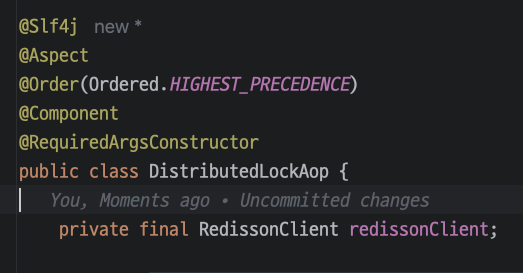 @Slf4j new *
@Aspect
@Order(Ordered.HIGHEST_PRECEDENCE)
@Component
@RequiredArgsConstructor
public class DistributedLockAop {
You, Moments ago • Uncommitted changes
private final RedissonClient redissonClient;